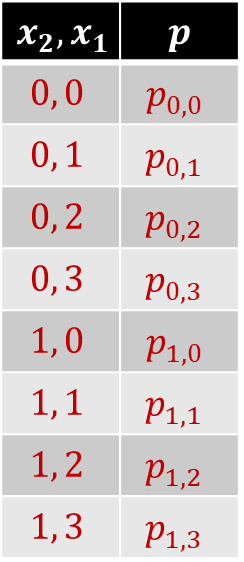 x₂, x₁ p
0, 0 p₀,₀
0, 1 p₀,₁
0, 2 p₀,₂
0, 3 p₀,₃
1, 0 p₁,₀
1, 1 p₁,₁
1, 2 p₁,₂
1, 3 p₁,₃